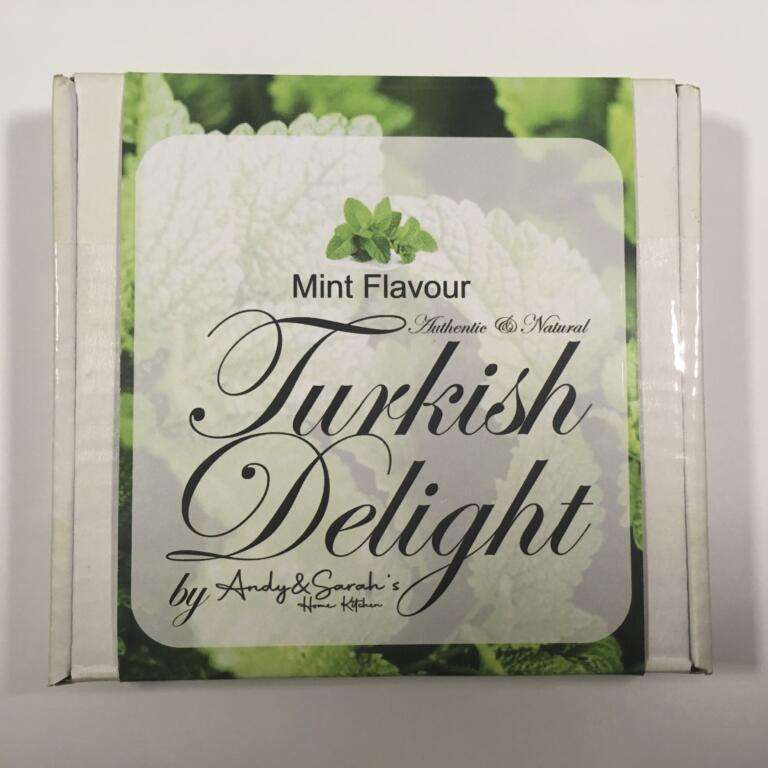 Mint Flavour
Authentic & Natural
Turkish
Delight
by Andy&Sarah's
Home Kitchen